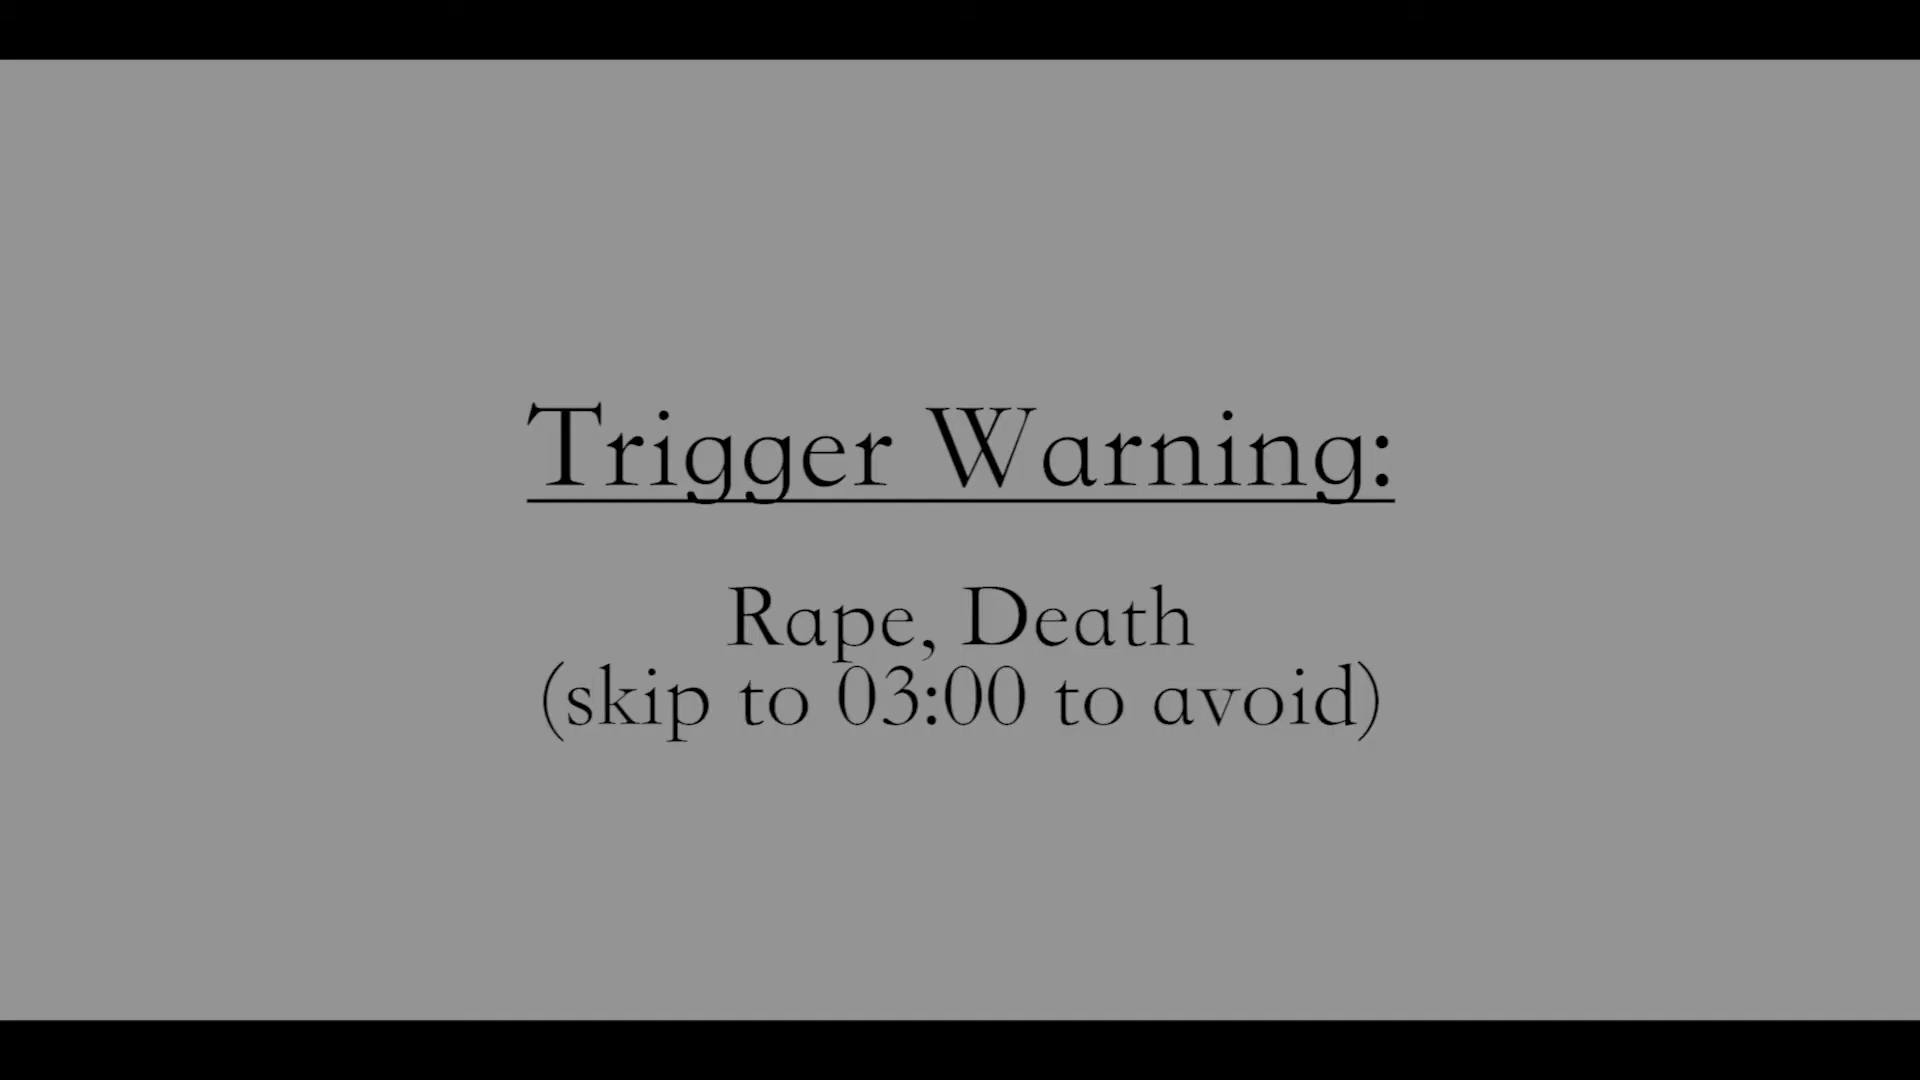 Trigger Warning:
Rape, Death
(skip to 03:00 to avoid)